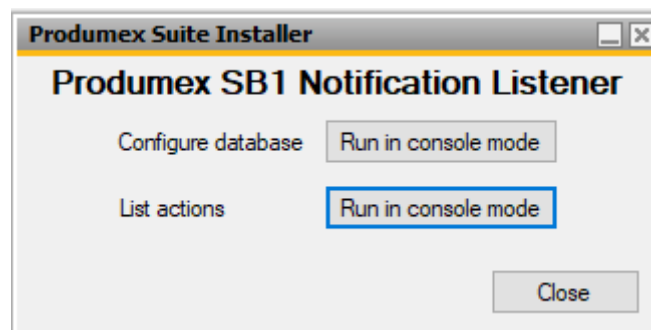 Produmex Suite Installer
Produmex SB1 Notification Listener
Configure database Run in console mode
List actions Run in console mode
Close